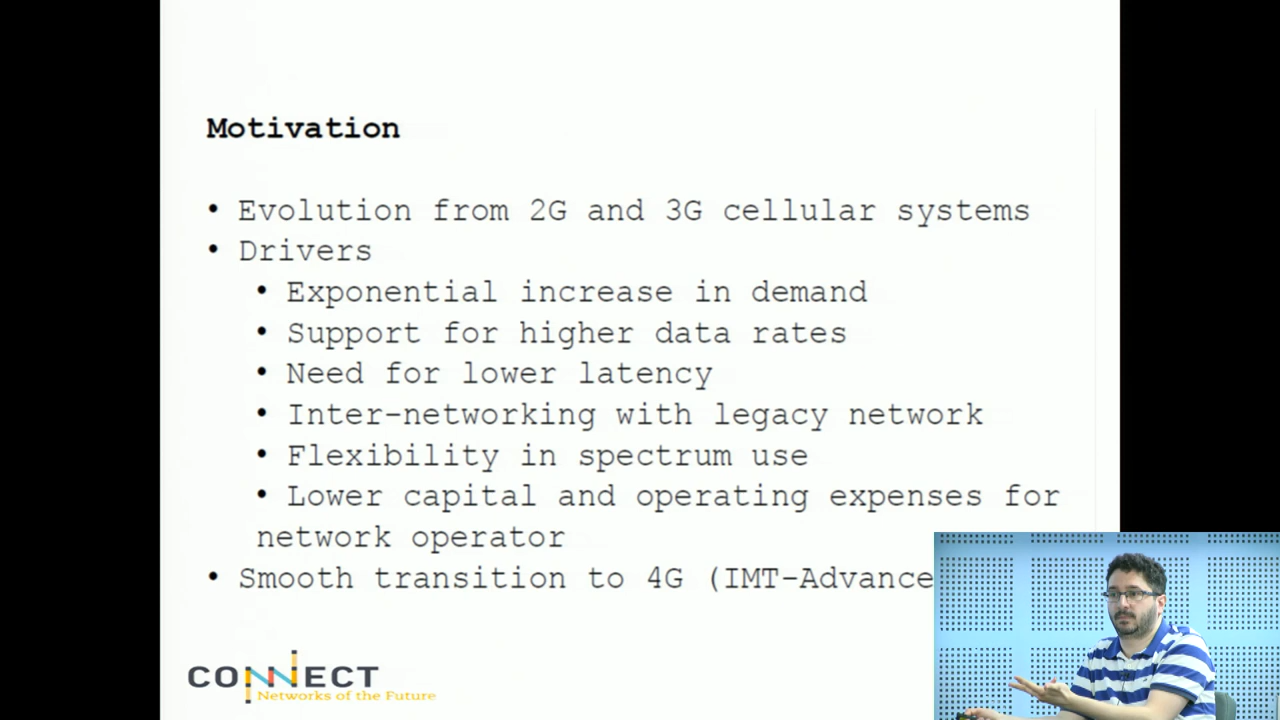 Motivation
• Evolution from 2G and 3G cellular systems
• Drivers
• Exponential increase in demand
• Support for higher data rates
• Need for lower latency
• Inter-networking with legacy network
• Flexibility in spectrum use
• Lower capital and operating expenses for
network operator
• Smooth transition to 4G (IMT-Advance
CONNECT
Networks of the Future